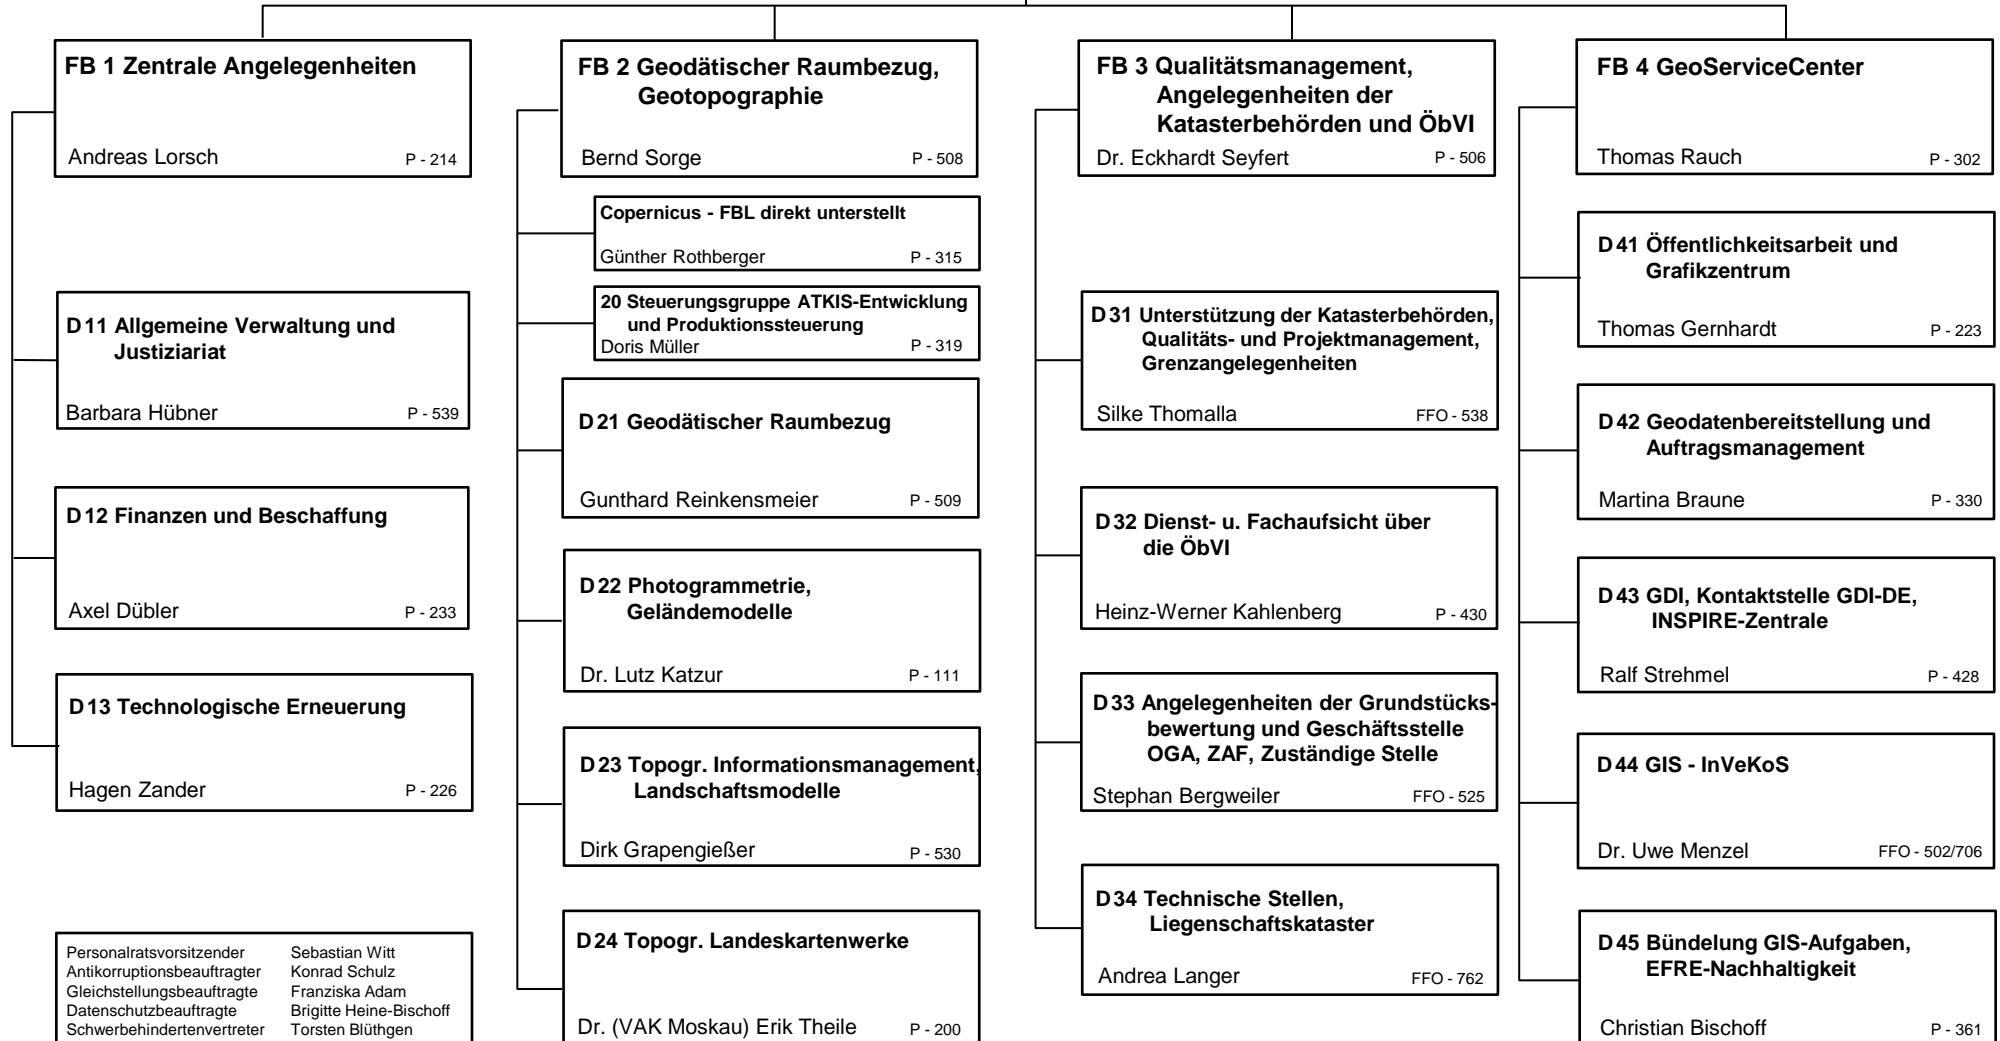 FB 1 Zentrale Angelegenheiten
Andreas Lorsch P - 214
D 11 Allgemeine Verwaltung und
Justiziariat
Barbara Hübner P - 539
D 12 Finanzen und Beschaffung
Axel Dübler P - 233
D 13 Technologische Erneuerung
Hagen Zander P - 226
Personalratsvorsitzender Sebastian Witt
Antikorruptionsbeauftragter Konrad Schulz
Gleichstellungsbeauftragte Franziska Adam
Datenschutzbeauftragte Brigitte Heine-Bischoff
Schwerbehindertenvertreter Torsten Blüthgen
FB 2 Geodätischer Raumbezug,
Geotopographie
Bernd Sorge P - 508
Copernicus - FBL direkt unterstellt
Günther Rothberger P - 315
20 Steuerungsgruppe ATKIS-Entwicklung
und Produktionssteuerung
Doris Müller P - 319
D 21 Geodätischer Raumbezug
Gunthard Reinkensmeier P - 509
D 22 Photogrammetrie,
Geländemodelle
Dr. Lutz Katzur P - 111
D 23 Topogr. Informationsmanagement,
Landschaftsmodelle
Dirk Grapengießer P - 530
D 24 Topogr. Landeskartenwerke
Dr. (VAK Moskau) Erik Theile P - 200
FB 3 Qualitätsmanagement,
Angelegenheiten der
Katasterbehörden und ÖbVI
Dr. Eckhardt Seyfert P - 506
D 31 Unterstützung der Katasterbehörden,
Qualitäts- und Projektmanagement,
Grenzangelegenheiten
Silke Thomalla FFO - 538
D 32 Dienst- u. Fachaufsicht über
die ÖbVI
Heinz-Werner Kahlenberg P - 430
D 33 Angelegenheiten der Grundstücks-
bewertung und Geschäftsstelle
OGA, ZAF, Zuständige Stelle
Stephan Bergweiler FFO - 525
D 34 Technische Stellen,
Liegenschaftskataster
Andrea Langer FFO - 762
FB 4 GeoServiceCenter
Thomas Rauch P - 302
D 41 Öffentlichkeitsarbeit und
Grafikzentrum
Thomas Gernhardt P - 223
D 42 Geodatenbereitstellung und
Auftragsmanagement
Martina Braune P - 330
D 43 GDI, Kontaktstelle GDI-DE,
INSPIRE-Zentrale
Ralf Strehmel P - 428
D 44 GIS - InVeKoS
Dr. Uwe Menzel FFO - 502/706
D 45 Bündelung GIS-Aufgaben,
EFRE-Nachhaltigkeit
Christian Bischoff P - 361